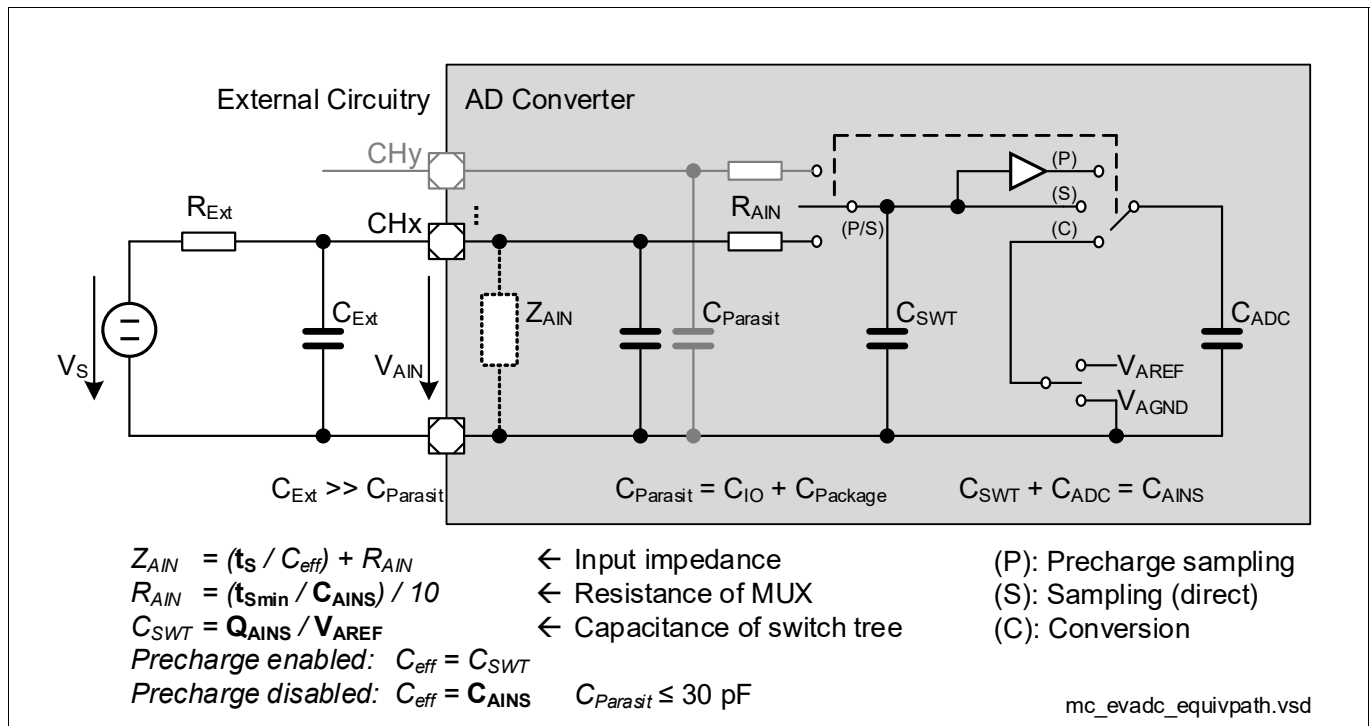 External Circuitry AD Converter
CHy
(P)
R_Ext
CHx
⋮
R_AIN
(P/S)
(S)
(C)
V_S
C_Ext
V_AIN
Z_AIN
C_Parasit
C_SWT
C_ADC
V_AREF
V_AGND
C_Ext >> C_Parasit
C_Parasit = C_IO + C_Package
C_SWT + C_ADC = C_AINS
Z_AIN = (t_S / C_eff) + R_AIN ← Input impedance (P): Precharge sampling
R_AIN = (t_Smin / C_AINS) / 10 ← Resistance of MUX (S): Sampling (direct)
C_SWT = Q_AINS / V_AREF ← Capacitance of switch tree (C): Conversion
Precharge enabled: C_eff = C_SWT
Precharge disabled: C_eff = C_AINS C_Parasit ≤ 30 pF
mc_evadc_equivpath.vsd